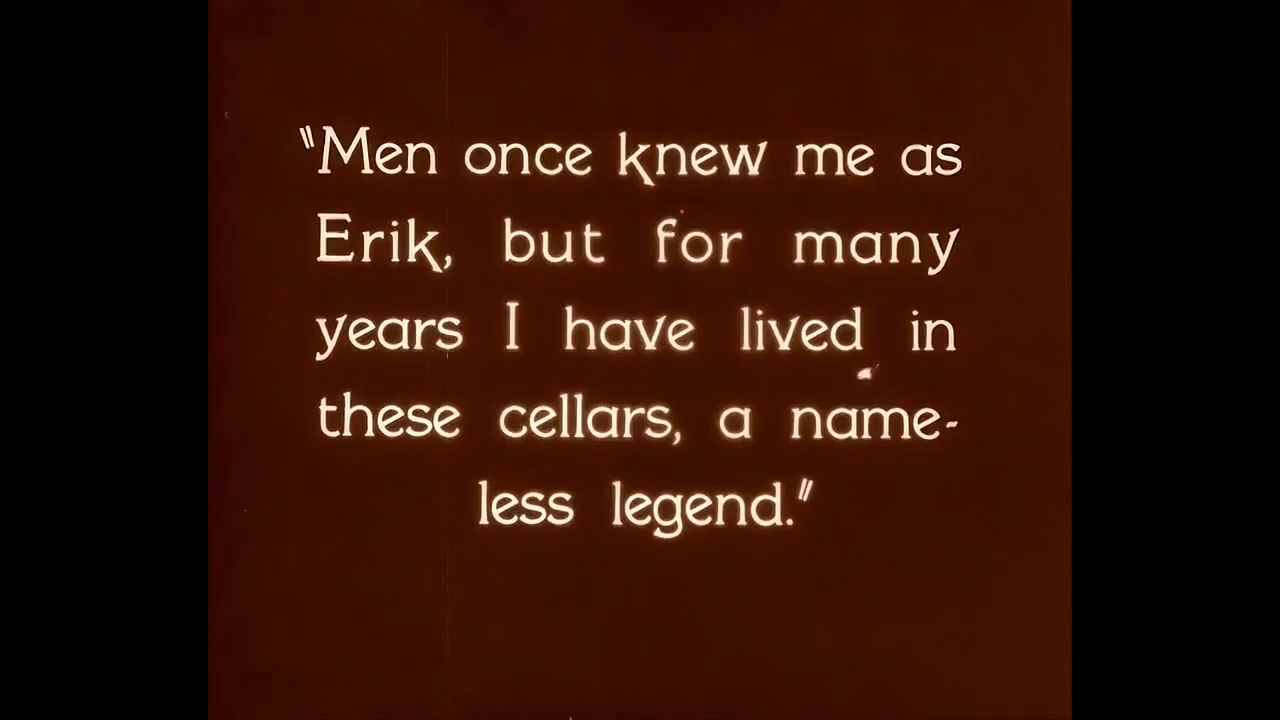 "Men once knew me as
Erik, but for many
years I have lived in
these cellars, a name-
less legend."